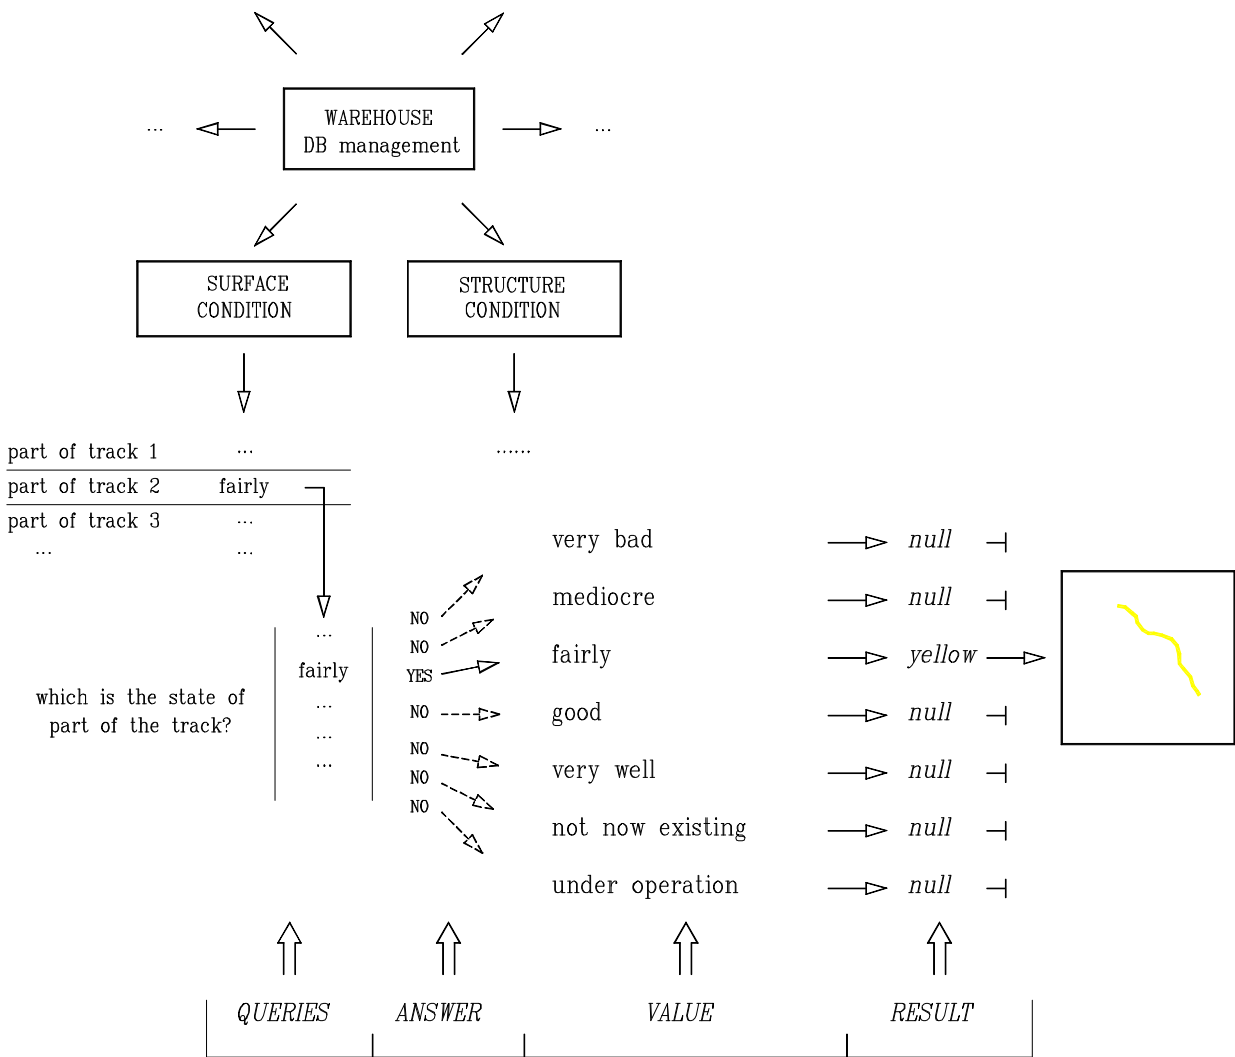 WAREHOUSE
DB management
... ...
SURFACE
CONDITION
STRUCTURE
CONDITION
part of track 1 ... ......
part of track 2 fairly
part of track 3 ...
... ...
very bad null
mediocre null
fairly yellow
good null
very well null
not now existing null
under operation null
NO
NO
YES
NO
NO
NO
NO
...
fairly
...
...
...
which is the state of
part of the track?
QUERIES ANSWER VALUE RESULT